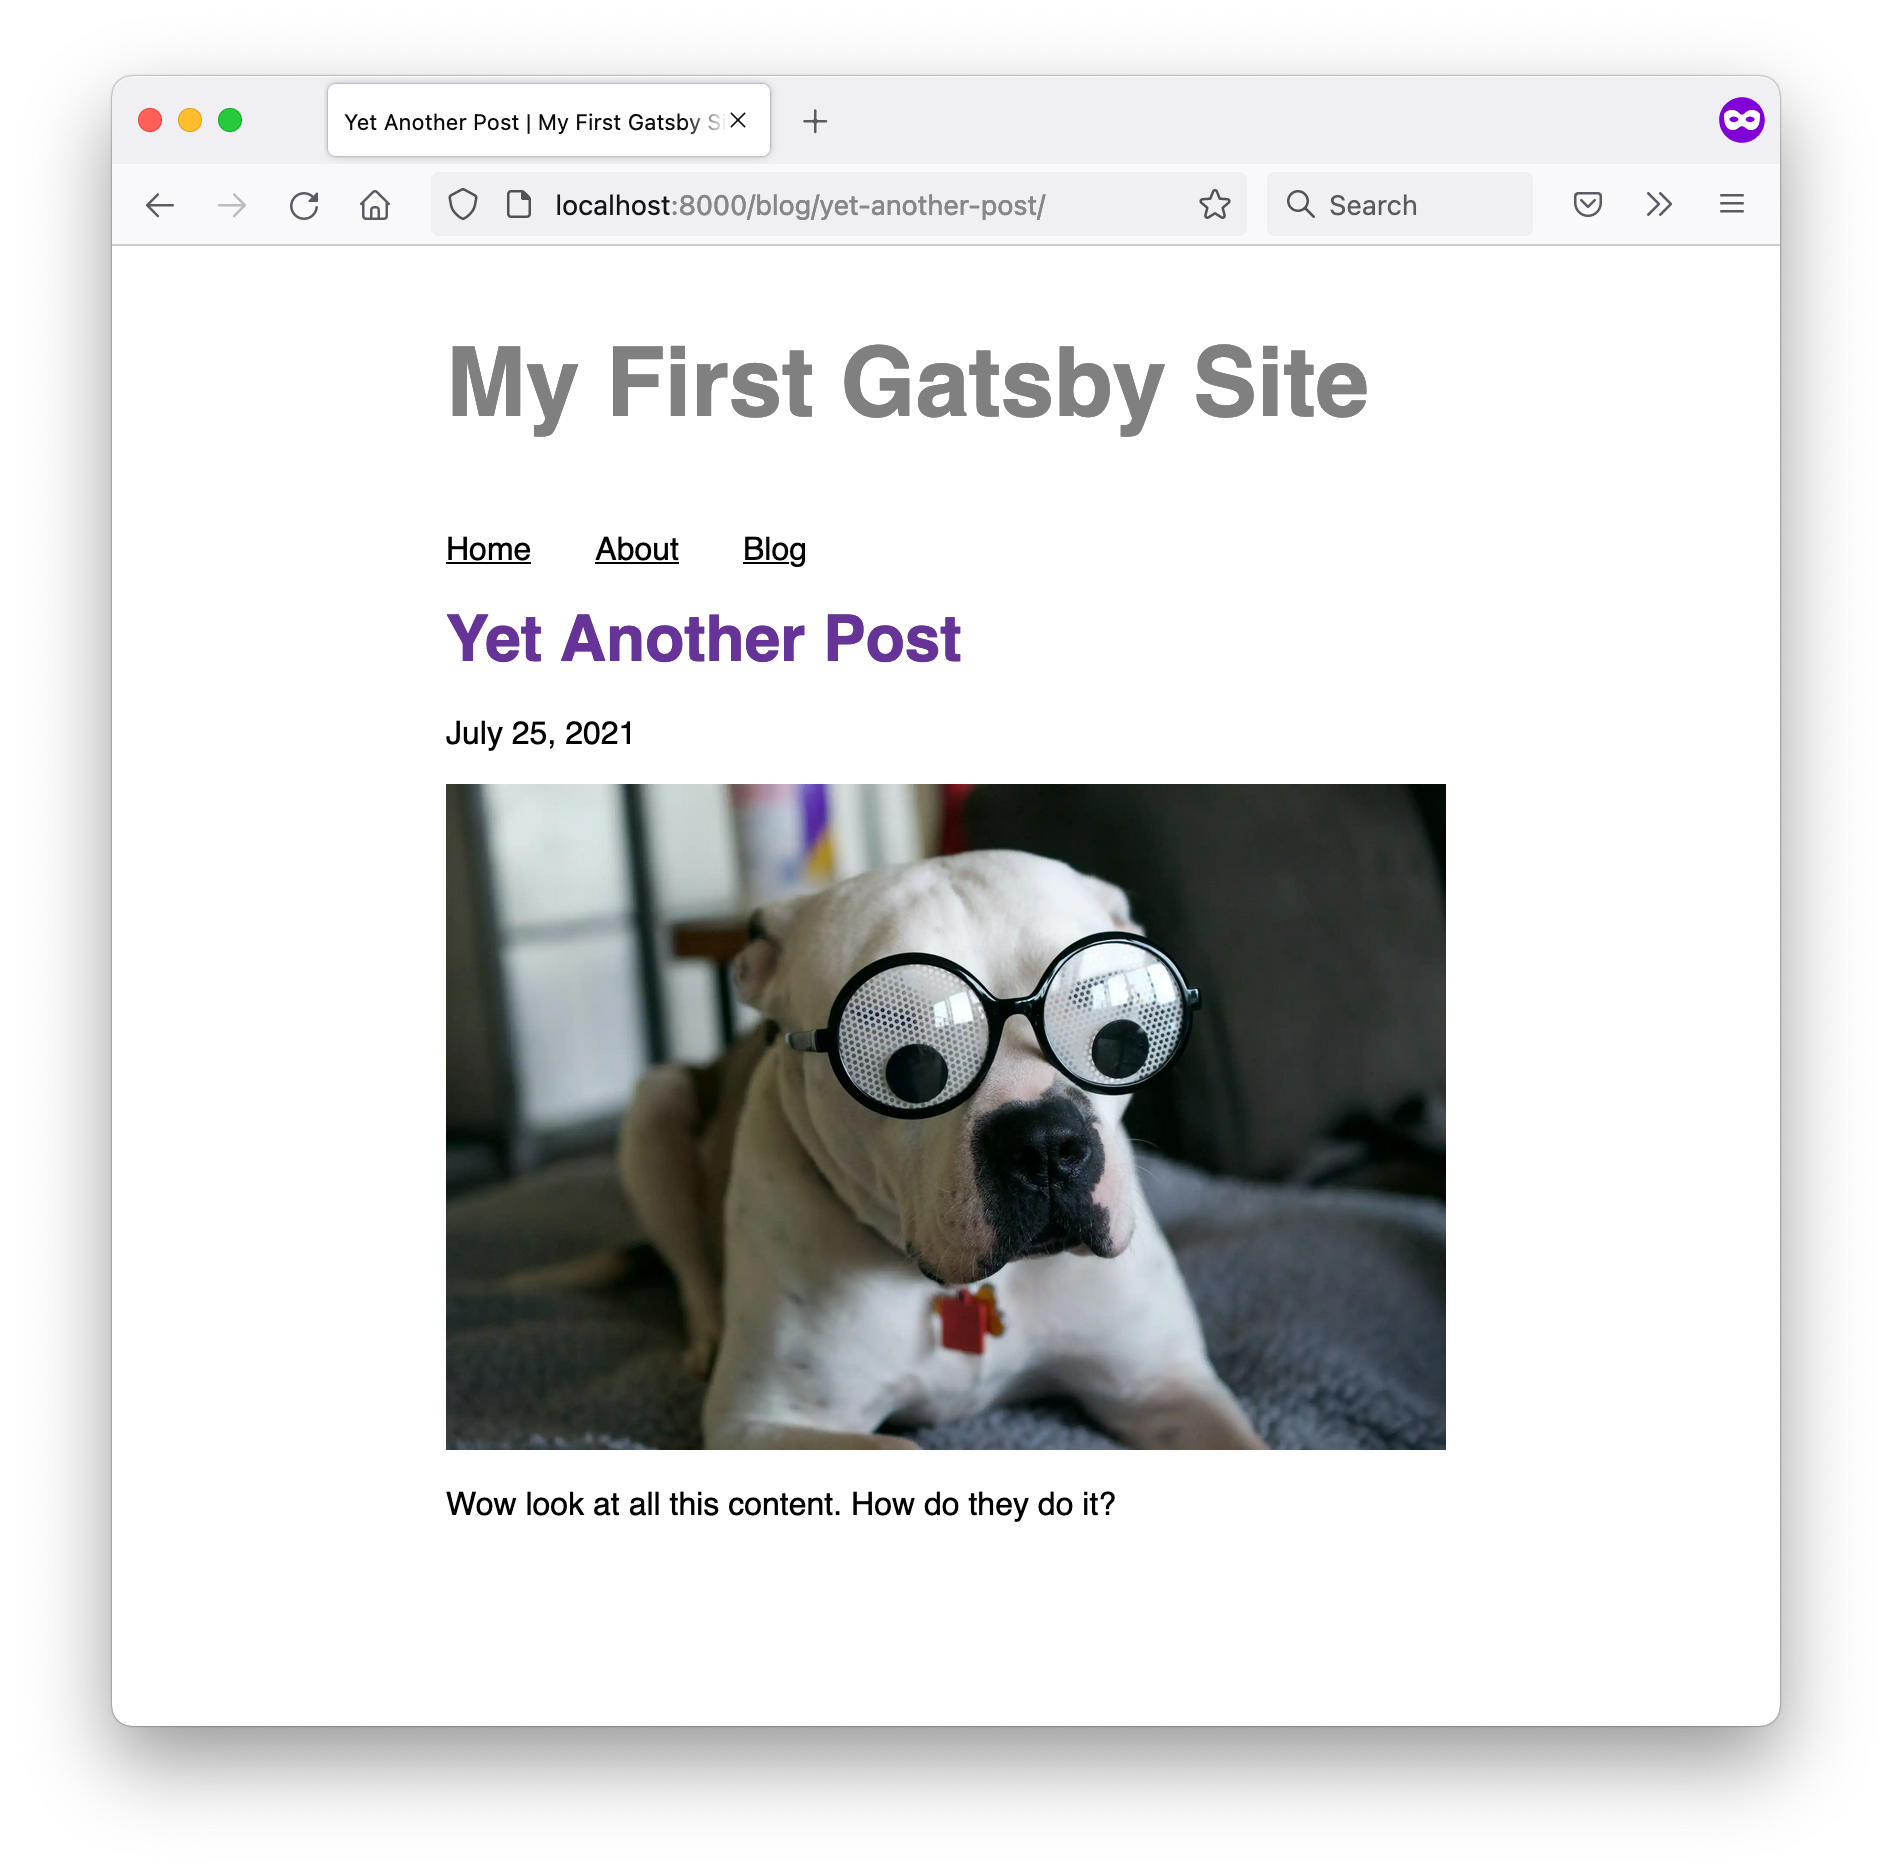 Yet Another Post | My First Gatsby Si
localhost:8000/blog/yet-another-post/
Search
My First Gatsby Site
Home About Blog
Yet Another Post
July 25, 2021
Wow look at all this content. How do they do it?